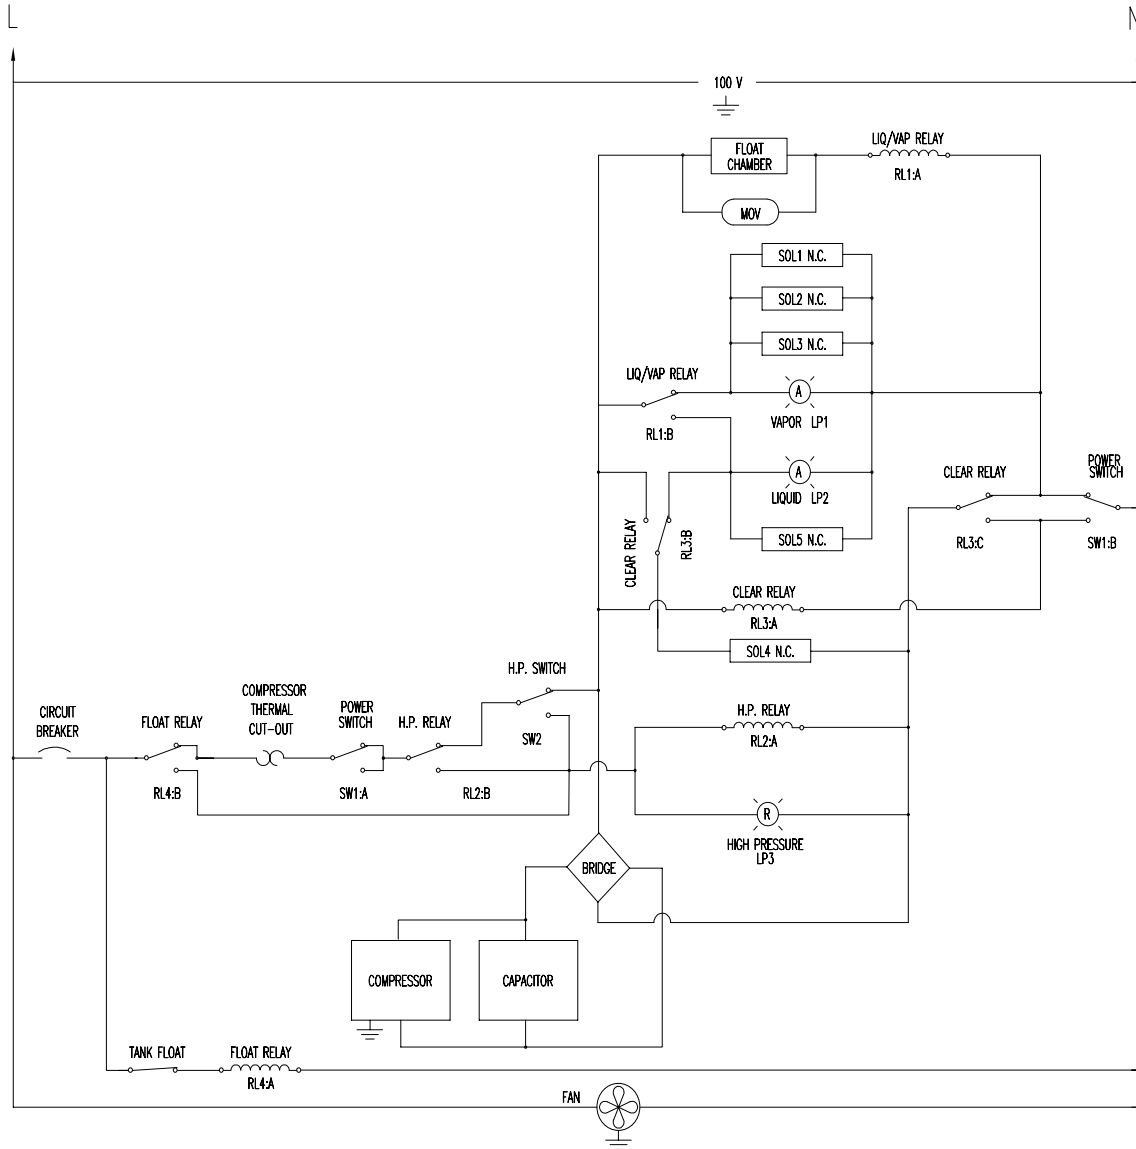 L
N
100 V
LIQ/VAP RELAY
FLOAT
CHAMBER
RL1:A
MOV
SOL1 N.C.
SOL2 N.C.
SOL3 N.C.
LIQ/VAP RELAY
A
VAPOR LP1
RL1:B
A
LIQUID LP2
CLEAR RELAY
POWER
SWITCH
CLEAR RELAY
RL3:B
SOL5 N.C.
RL3:C
SW1:B
CLEAR RELAY
RL3:A
SOL4 N.C.
H.P. SWITCH
SW2
CIRCUIT
BREAKER
FLOAT RELAY
RL4:B
COMPRESSOR
THERMAL
CUT-OUT
POWER
SWITCH
SW1:A
H.P. RELAY
RL2:B
H.P. RELAY
RL2:A
R
HIGH PRESSURE
LP3
BRIDGE
COMPRESSOR
CAPACITOR
TANK FLOAT
FLOAT RELAY
RL4:A
FAN